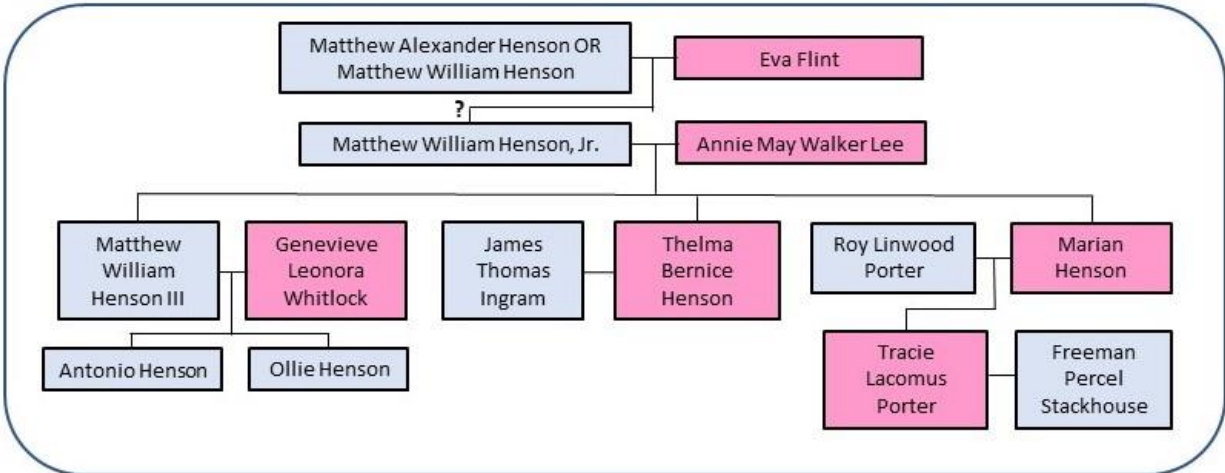 Matthew Alexander Henson OR
Matthew William Henson
Eva Flint
?
Matthew William Henson, Jr.
Annie May Walker Lee
Matthew
William
Henson III
Genevieve
Leonora
Whitlock
James
Thomas
Ingram
Thelma
Bernice
Henson
Roy Linwood
Porter
Marian
Henson
Antonio Henson
Ollie Henson
Tracie
Lacomus
Porter
Freeman
Percel
Stackhouse